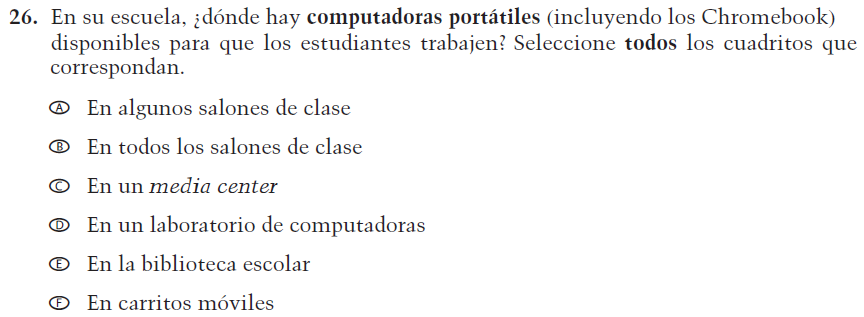 26. En su escuela, ¿dónde hay computadoras portátiles (incluyendo los Chromebook)
disponibles para que los estudiantes trabajen? Seleccione todos los cuadritos que
correspondan.
A En algunos salones de clase
B En todos los salones de clase
C En un media center
D En un laboratorio de computadoras
E En la biblioteca escolar
F En carritos móviles